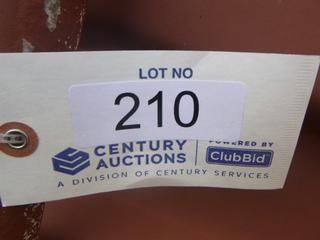 LOT NO
210
CENTURY AUCTIONS
POWERED BY
ClubBid
A DIVISION OF CENTURY SERVICES